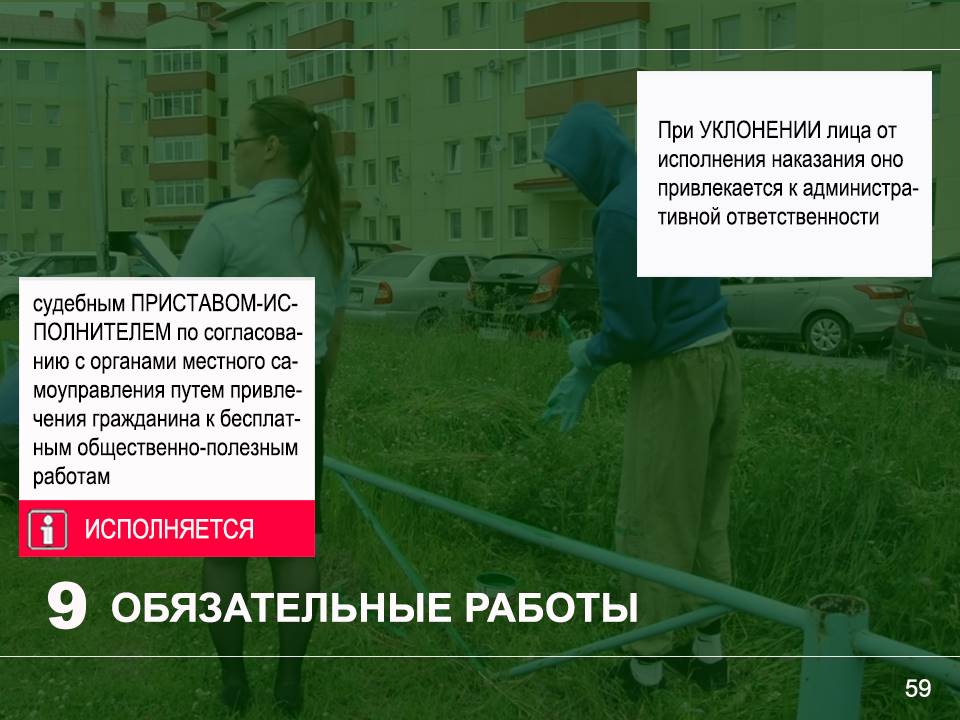 При УКЛОНЕНИИ лица от
исполнения наказания оно
привлекается к администра-
тивной ответственности
судебным ПРИСТАВОМ-ИС-
ПОЛНИТЕЛЕМ по согласова-
нию с органами местного са-
моуправления путем привле-
чения гражданина к бесплат-
ным общественно-полезным
работам
i ИСПОЛНЯЕТСЯ
9 ОБЯЗАТЕЛЬНЫЕ РАБОТЫ
59